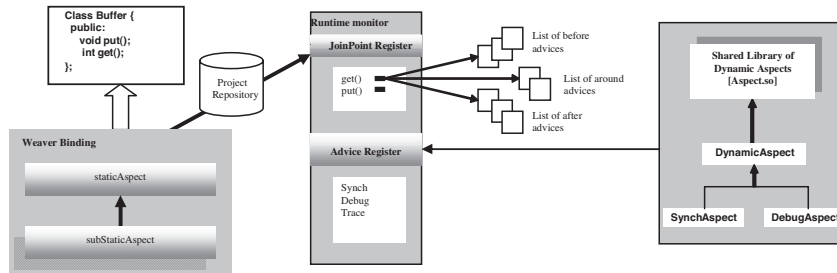 Class Buffer {
public:
void put();
int get();
};
Project
Repository
Weaver Binding
staticAspect
subStaticAspect
Runtime monitor
JoinPoint Register
get()
put()
List of before
advices
List of around
advices
List of after
advices
Advice Register
Synch
Debug
Trace
Shared Library of
Dynamic Aspects
[Aspect.so]
DynamicAspect
SynchAspect
DebugAspect